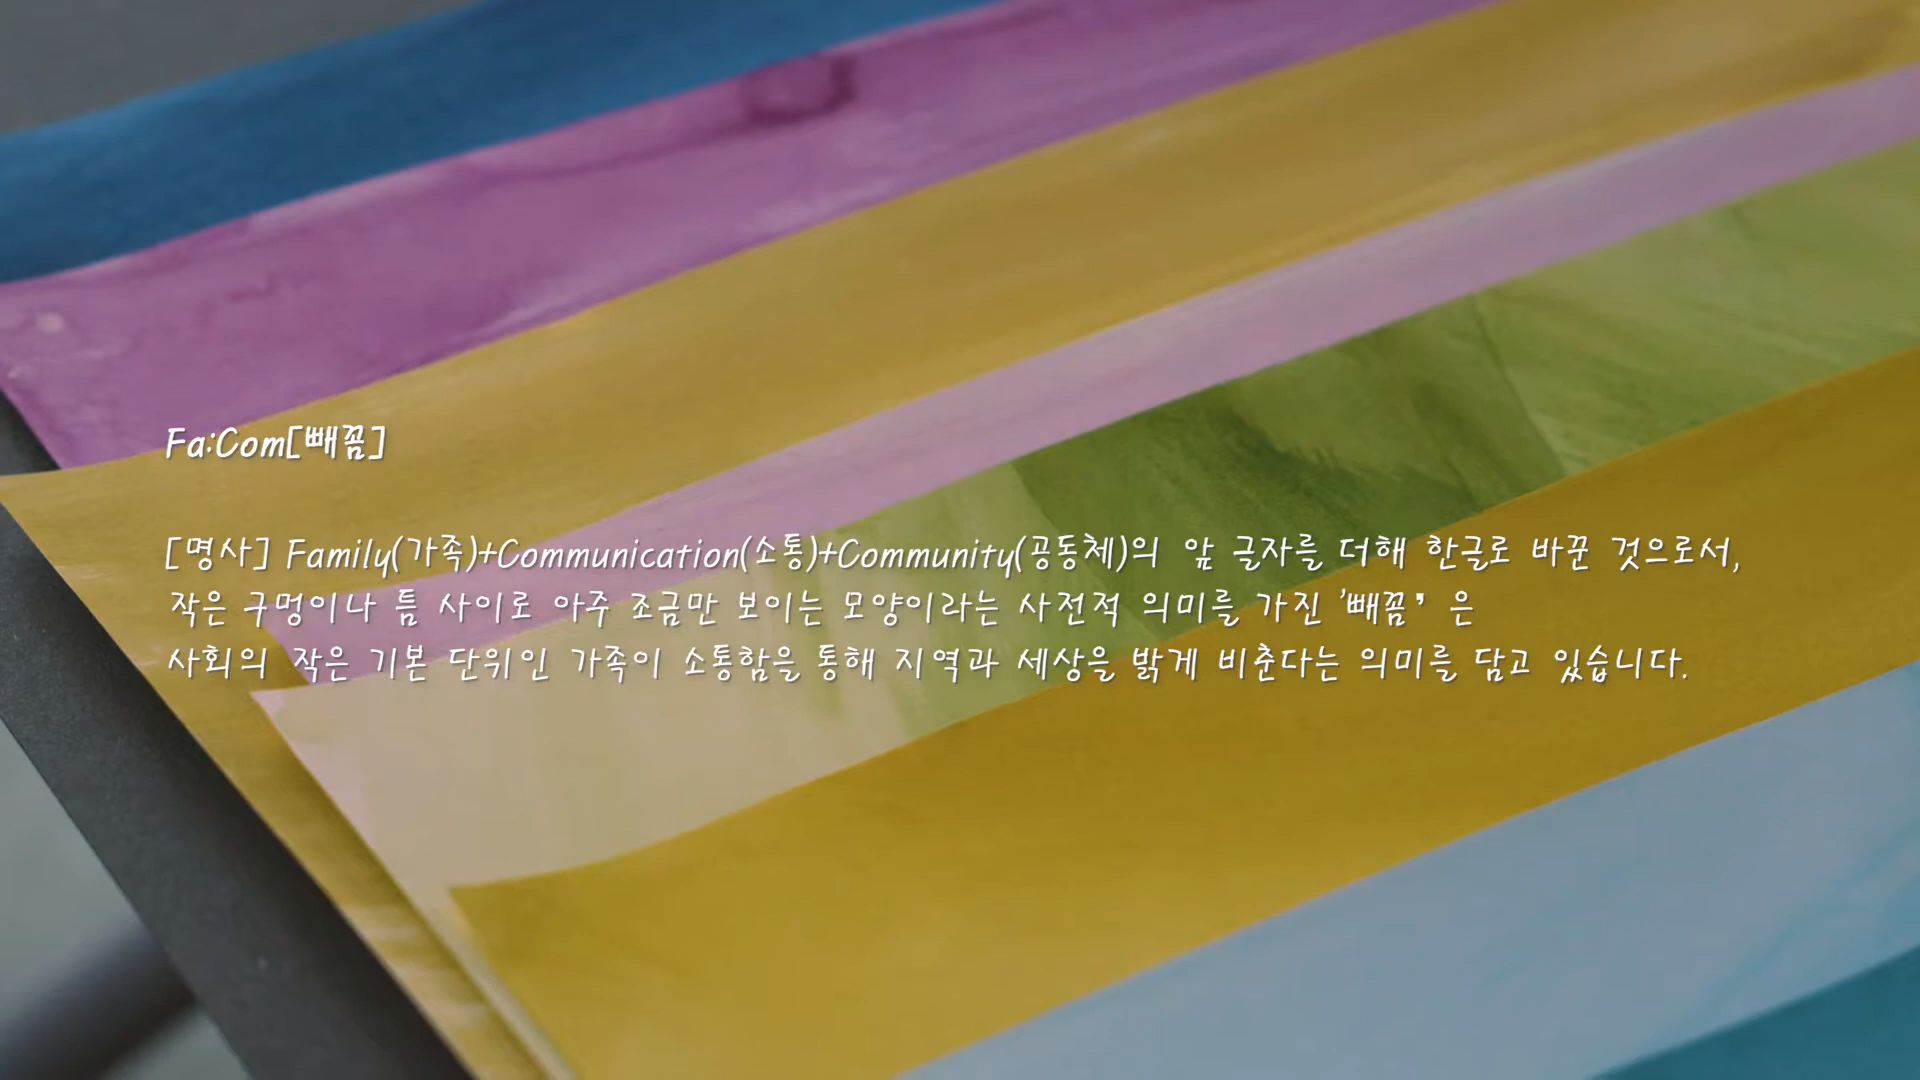 Fa:Com[빼꼼]
[명사] Family(가족)+Communication(소통)+Community(공동체)의 앞 글자를 더해 한글로 바꾼 것으로서,
작은 구멍이나 틈 사이로 아주 조금만 보이는 모양이라는 사전적 의미를 가진 '빼꼼' 은
사회의 작은 기본 단위인 가족이 소통함을 통해 지역과 세상을 밝게 비춘다는 의미를 담고 있습니다.